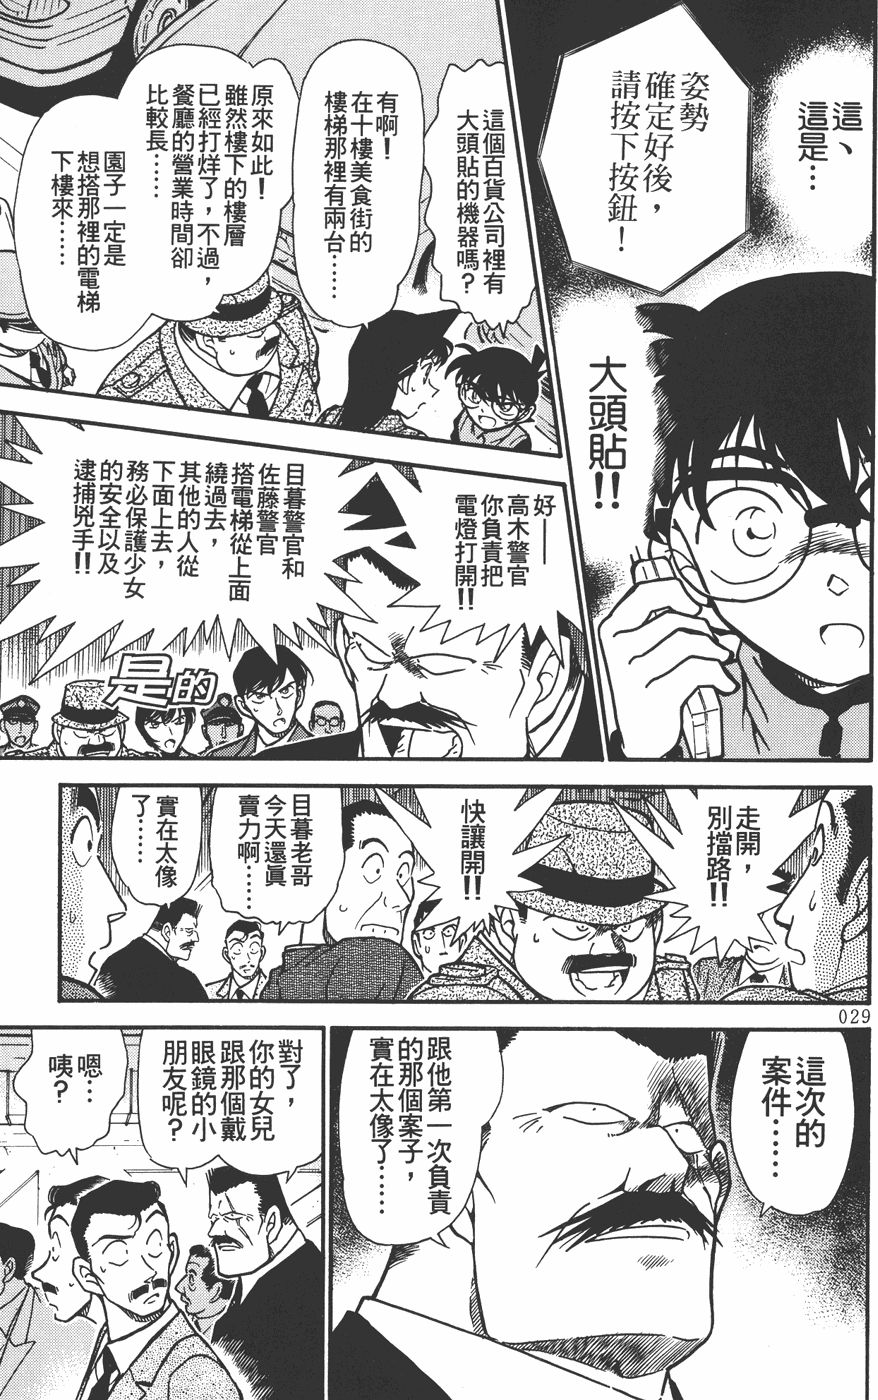 這、
這是…
姿勢
確定好後，
請按下按鈕！
大頭貼!!
這個百貨公司裡有
大頭貼的機器嗎？
有啊！
在十樓美食街的
樓梯那裡有兩台……
原來如此！
雖然樓下的樓層
已經打烊了，不過，
餐廳的營業時間卻
比較長……
園子一定是
想搭那裡的電梯
下樓來……
好——
高木警官
你負責把
電燈打開!!
目暮警官和
佐藤警官
搭電梯從上面
繞過去，
其他的人從
下面上去，
務必保護少女
的安全以及
逮捕兇手!!
是的
走開，
別擋路!!
快讓開!!
目暮老哥
今天還真
賣力啊……
實在太像
了……
029
這次的
案件……
跟他第一次負責
的那個案子，
實在太像了……
對了，
你的女兒
跟那個戴
眼鏡的小
朋友呢？
嗯…
咦？